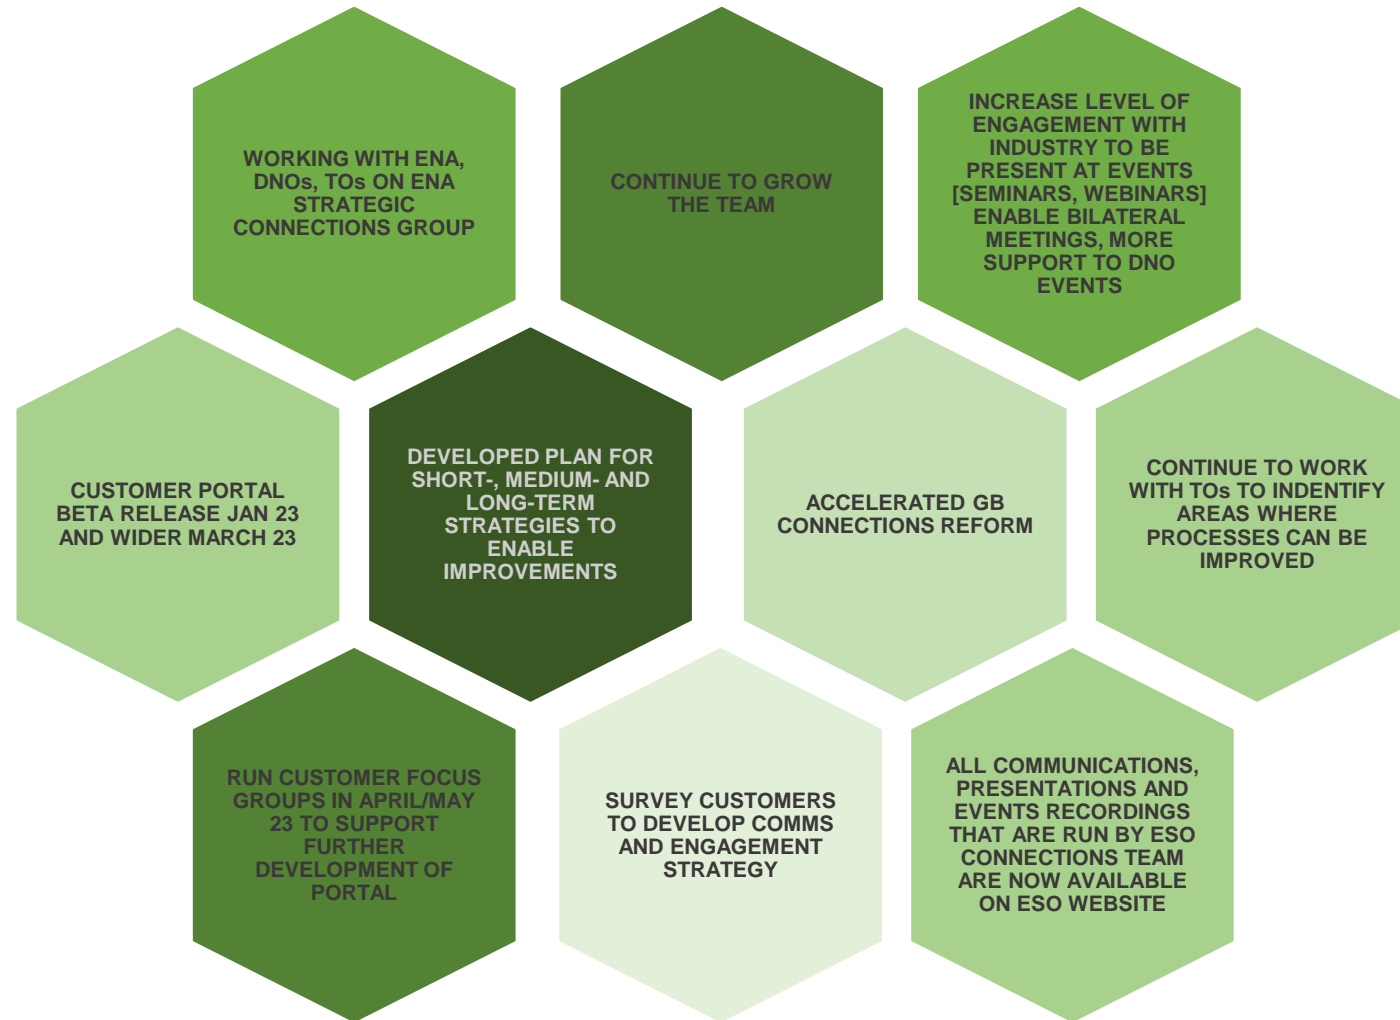 WORKING WITH ENA,
DNOs, TOs ON ENA
STRATEGIC
CONNECTIONS GROUP
CONTINUE TO GROW
THE TEAM
INCREASE LEVEL OF
ENGAGEMENT WITH
INDUSTRY TO BE
PRESENT AT EVENTS
[SEMINARS, WEBINARS]
ENABLE BILATERAL
MEETINGS, MORE
SUPPORT TO DNO
EVENTS
CUSTOMER PORTAL
BETA RELEASE JAN 23
AND WIDER MARCH 23
DEVELOPED PLAN FOR
SHORT-, MEDIUM- AND
LONG-TERM
STRATEGIES TO
ENABLE
IMPROVEMENTS
ACCELERATED GB
CONNECTIONS REFORM
CONTINUE TO WORK
WITH TOs TO INDENTIFY
AREAS WHERE
PROCESSES CAN BE
IMPROVED
RUN CUSTOMER FOCUS
GROUPS IN APRIL/MAY
23 TO SUPPORT
FURTHER
DEVELOPMENT OF
PORTAL
SURVEY CUSTOMERS
TO DEVELOP COMMS
AND ENGAGEMENT
STRATEGY
ALL COMMUNICATIONS,
PRESENTATIONS AND
EVENTS RECORDINGS
THAT ARE RUN BY ESO
CONNECTIONS TEAM
ARE NOW AVAILABLE
ON ESO WEBSITE